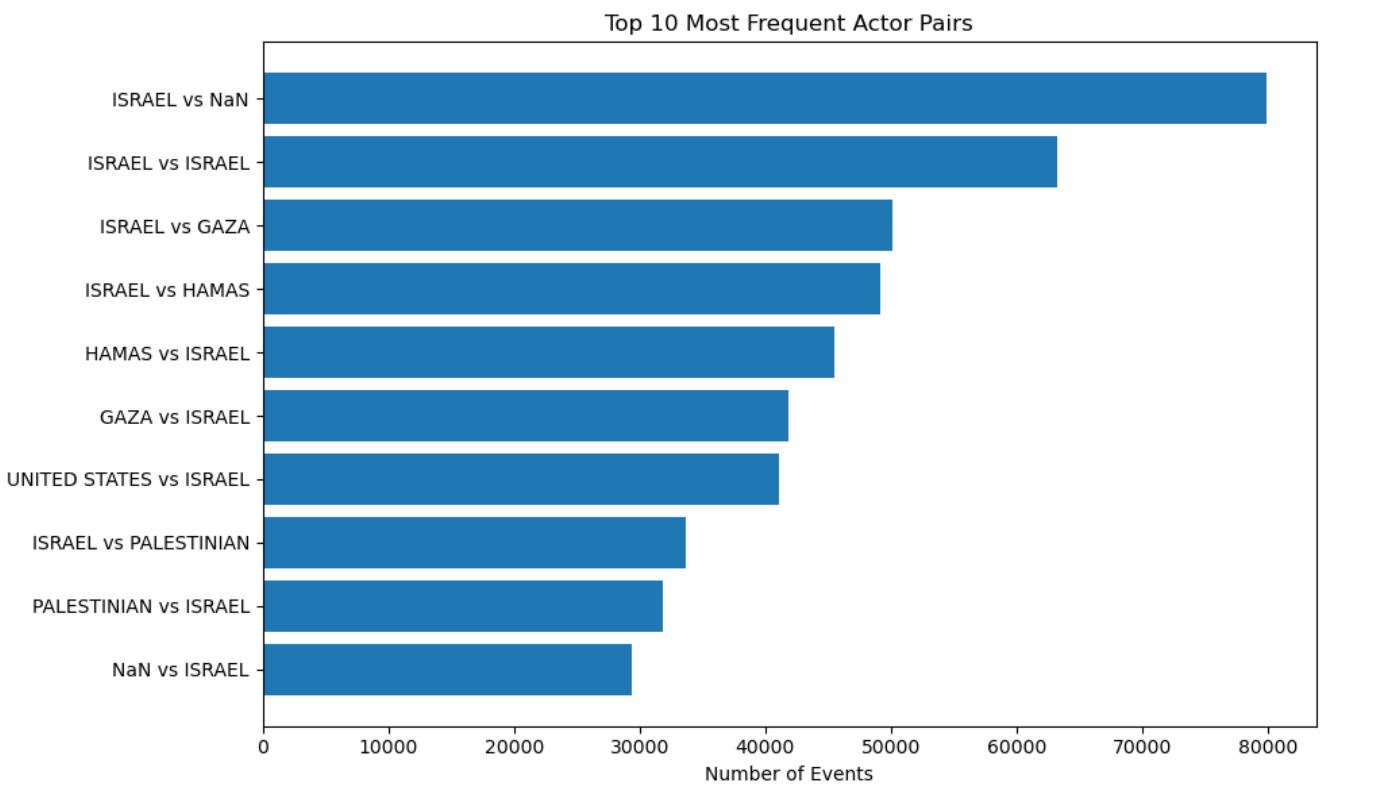 Top 10 Most Frequent Actor Pairs
ISRAEL vs NaN
ISRAEL vs ISRAEL
ISRAEL vs GAZA
ISRAEL vs HAMAS
HAMAS vs ISRAEL
GAZA vs ISRAEL
UNITED STATES vs ISRAEL
ISRAEL vs PALESTINIAN
PALESTINIAN vs ISRAEL
NaN vs ISRAEL
0 10000 20000 30000 40000 50000 60000 70000 80000
Number of Events